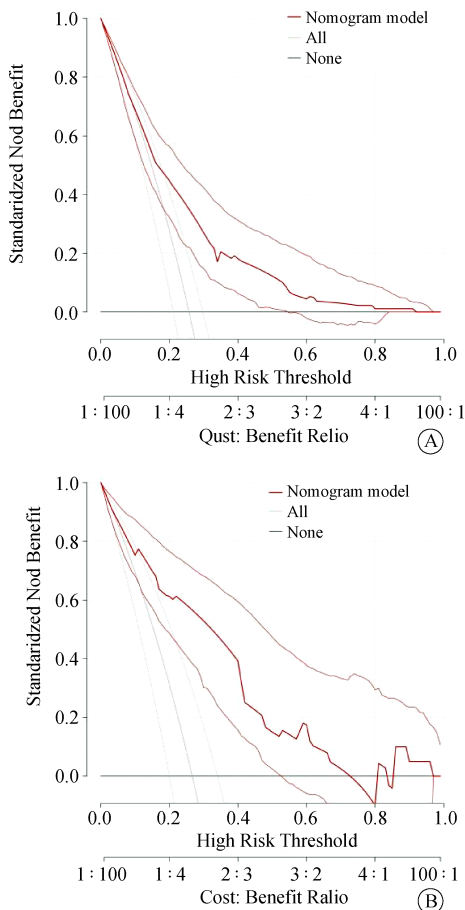 Nomogram model
All
None
Standaridzed Nod Benefit
1.0
0.8
0.6
0.4
0.2
0.0
0.0 0.2 0.4 0.6 0.8 1.0
High Risk Threshold
1:100 1:4 2:3 3:2 4:1 100:1
Qust: Benefit Relio
A
Nomogram model
All
None
Standaridzed Nod Benefit
1.0
0.8
0.6
0.4
0.2
0.0
0.0 0.2 0.4 0.6 0.8 1.0
High Risk Threshold
1:100 1:4 2:3 3:2 4:1 100:1
Cost: Benefit Ralio
B